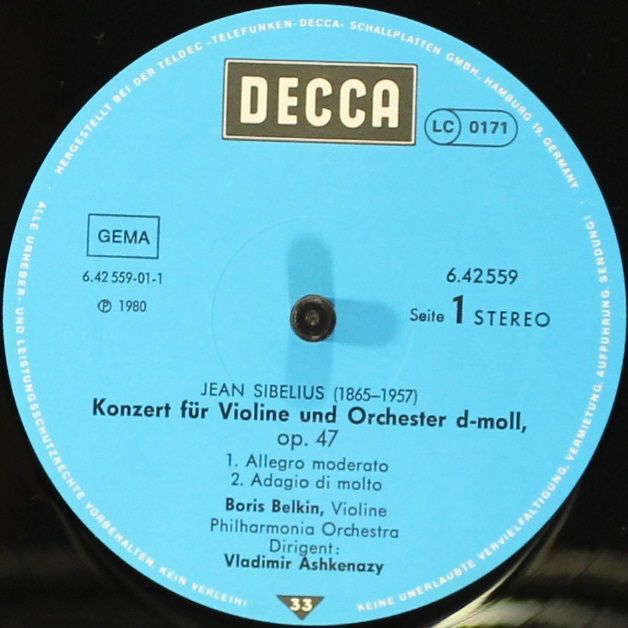 HERGESTELLT BEI DER TELDEC »TELEFUNKEN-DECCA« SCHALLPLATTEN GMBH, HAMBURG 19, GERMANY
DECCA
LC 0171
GEMA
6.42 559-01-1
Ⓟ 1980
6.42559
Seite 1 STEREO
JEAN SIBELIUS (1865–1957)
Konzert für Violine und Orchester d-moll,
op. 47
1. Allegro moderato
2. Adagio di molto
Boris Belkin, Violine
Philharmonia Orchestra
Dirigent:
Vladimir Ashkenazy
33
· ALLE URHEBER- UND LEISTUNGSSCHUTZRECHTE VORBEHALTEN. KEIN VERLEIH!
KEINE UNERLAUBTE VERVIELFÄLTIGUNG, VERMIETUNG, AUFFÜHRUNG, SENDUNG! ·